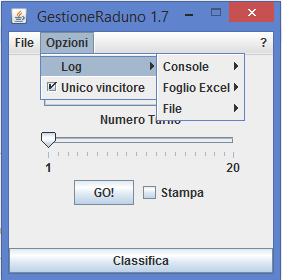 GestioneRaduno 1.7
File Opzioni ?
Log Console
Unico vincitore Foglio Excel
File
Numero Turno
1 20
GO! Stampa
Classifica